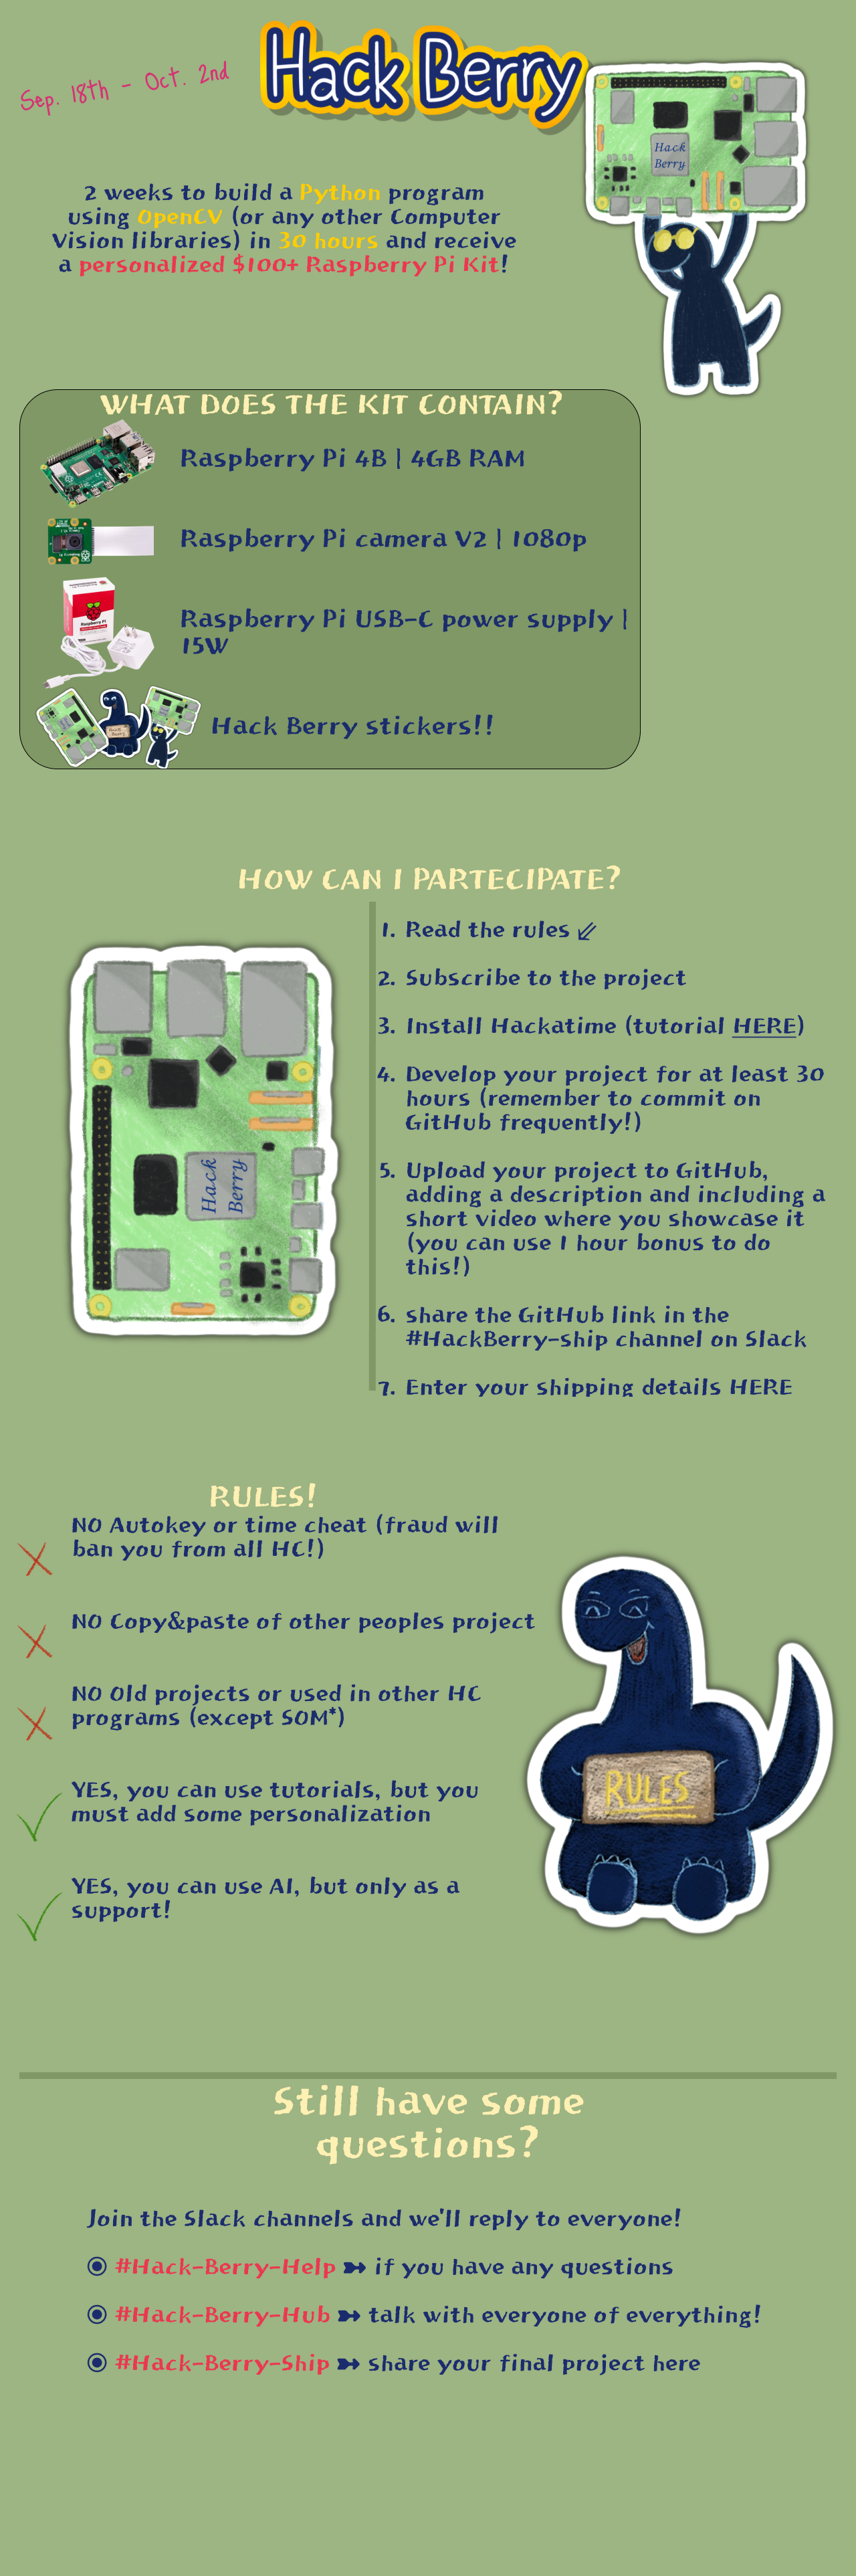 Sep. 18th - Oct. 2nd
Hack Berry
Hack
Berry
2 weeks to build a Python program
using OpenCV (or any other Computer
Vision libraries) in 30 hours and receive
a personalized $100+ Raspberry Pi Kit!
WHAT DOES THE KIT CONTAIN?
Raspberry Pi 4B | 4GB RAM
Raspberry Pi camera V2 | 1080p
Raspberry Pi USB-C power supply |
15W
Hack Berry stickers!!
HOW CAN I PARTECIPATE?
1. Read the rules ⇙
2. Subscribe to the project
3. Install Hackatime (tutorial HERE)
4. Develop your project for at least 30
hours (remember to commit on
GitHub frequently!)
5. Upload your project to GitHub,
adding a description and including a
short video where you showcase it
(you can use 1 hour bonus to do
this!)
6. share the GitHub link in the
#HackBerry-ship channel on Slack
7. Enter your shipping details HERE
Hack
Berry
RULES!
NO Autokey or time cheat (fraud will
ban you from all HC!)
NO Copy&paste of other peoples project
NO Old projects or used in other HC
programs (except SOM*)
YES, you can use tutorials, but you
must add some personalization
YES, you can use AI, but only as a
support!
RULES
Still have some
questions?
Join the Slack channels and we'll reply to everyone!
◉ #Hack-Berry-Help ➳ if you have any questions
◉ #Hack-Berry-Hub ➳ talk with everyone of everything!
◉ #Hack-Berry-Ship ➳ share your final project here